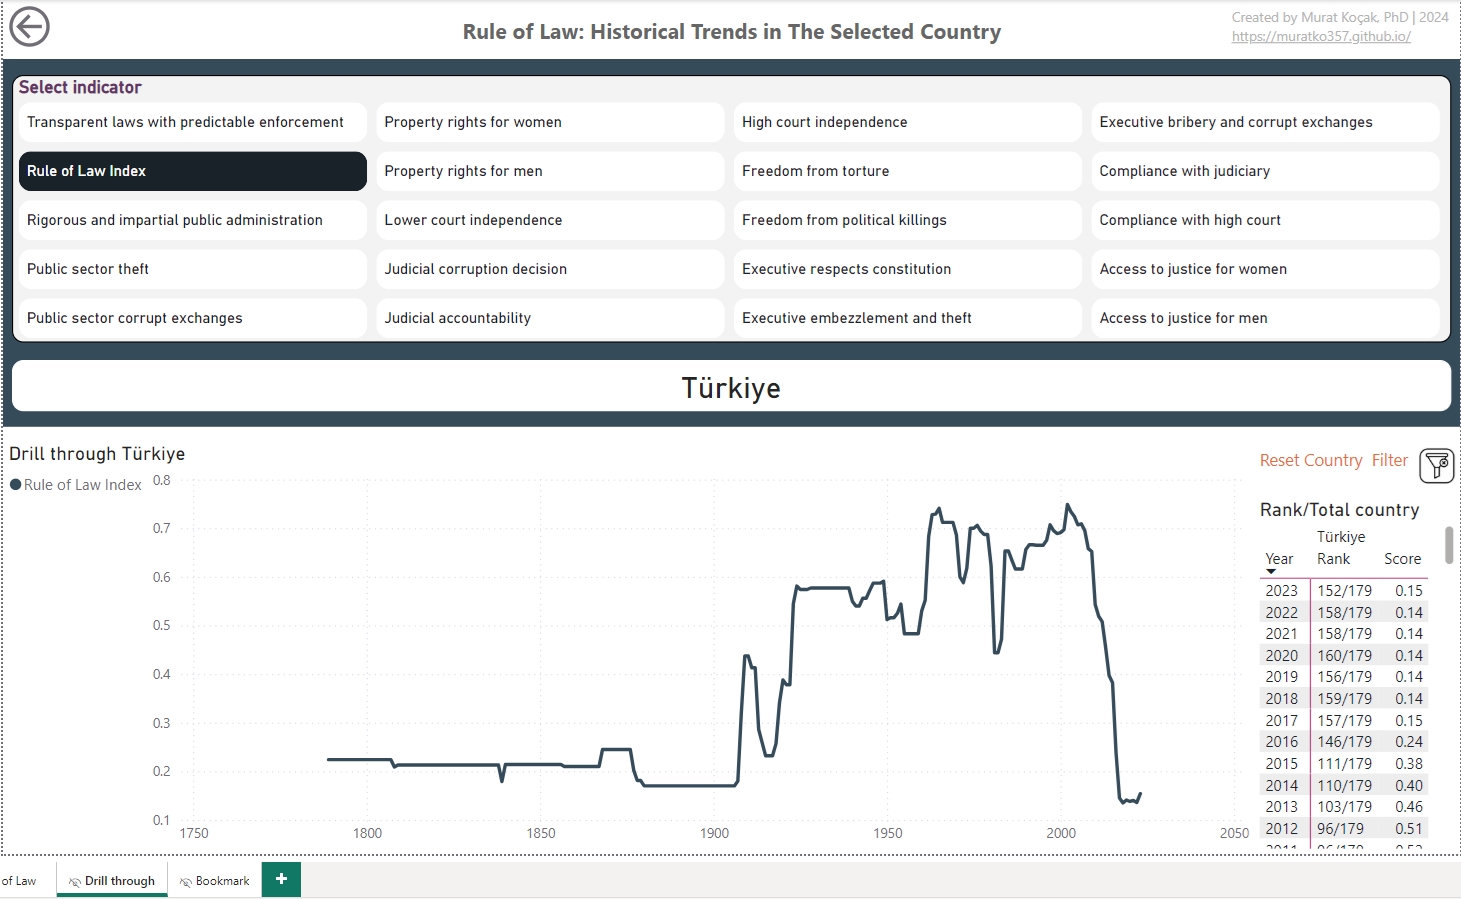 Rule of Law: Historical Trends in The Selected Country
Created by Murat Koçak, PhD | 2024
https://muratko357.github.io/
Select indicator
Transparent laws with predictable enforcement
Property rights for women
High court independence
Executive bribery and corrupt exchanges
Rule of Law Index
Property rights for men
Freedom from torture
Compliance with judiciary
Rigorous and impartial public administration
Lower court independence
Freedom from political killings
Compliance with high court
Public sector theft
Judicial corruption decision
Executive respects constitution
Access to justice for women
Public sector corrupt exchanges
Judicial accountability
Executive embezzlement and theft
Access to justice for men
Türkiye
Drill through Türkiye
Rule of Law Index
0.8
0.7
0.6
0.5
0.4
0.3
0.2
0.1
1750 1800 1850 1900 1950 2000 2050
Reset Country Filter
Rank/Total country
Türkiye
Year Rank Score
2023 152/179 0.15
2022 158/179 0.14
2021 158/179 0.14
2020 160/179 0.14
2019 156/179 0.14
2018 159/179 0.14
2017 157/179 0.15
2016 146/179 0.24
2015 111/179 0.38
2014 110/179 0.40
2013 103/179 0.46
2012 96/179 0.51
of Law
Drill through
Bookmark
+